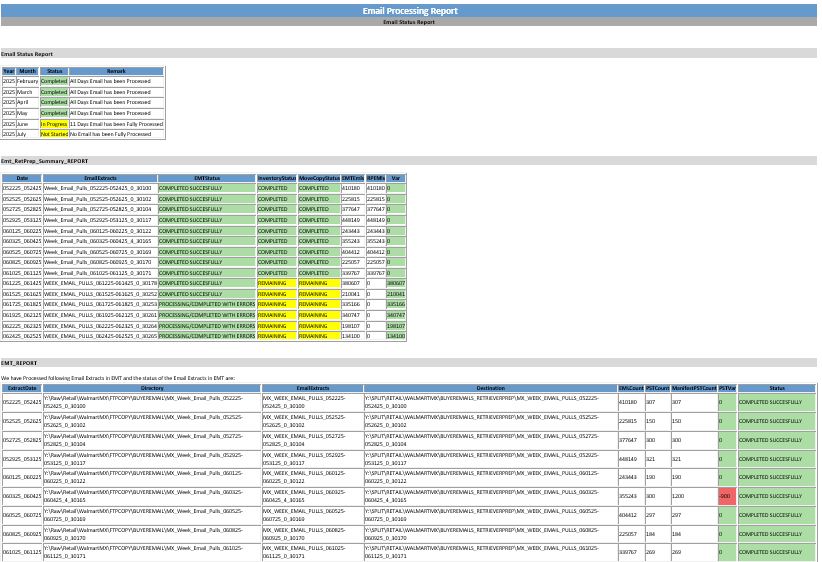 Email Processing Report
Email Status Report
Email Status Report
Year Month Status Remark
2025 February Completed All Days Email has been Processed
2025 March Completed All Days Email has been Processed
2025 April Completed All Days Email has been Processed
2025 May Completed All Days Email has been Processed
2025 June In Progress 11 Days Email has been Fully Processed
2025 July Not Started No Email has been Fully Processed
Emt_RetPrep_Summary_REPORT
Date EmailExtracts EMTStatus InventoryStatus MoveCopyStatus EMTEmls RPEMls Var
052225_052425 Week_Email_Pulls_052225-052425_0_30100 COMPLETED SUCCESFULLY COMPLETED COMPLETED 410180 410180 0
052525_052625 Week_Email_Pulls_052525-052625_0_30102 COMPLETED SUCCESFULLY COMPLETED COMPLETED 225815 225815 0
052725_052825 Week_Email_Pulls_052725-052825_0_30104 COMPLETED SUCCESFULLY COMPLETED COMPLETED 377647 377647 0
052925_053125 Week_Email_Pulls_052925-053125_0_30117 COMPLETED SUCCESFULLY COMPLETED COMPLETED 448149 448149 0
060125_060225 Week_Email_Pulls_060125-060225_0_30122 COMPLETED SUCCESFULLY COMPLETED COMPLETED 243443 243443 0
060325_060425 Week_Email_Pulls_060325-060425_4_30165 COMPLETED SUCCESFULLY COMPLETED COMPLETED 355243 355243 0
060525_060725 Week_Email_Pulls_060525-060725_0_30169 COMPLETED SUCCESFULLY COMPLETED COMPLETED 404412 404412 0
060825_060925 Week_Email_Pulls_060825-060925_0_30170 COMPLETED SUCCESFULLY COMPLETED COMPLETED 225057 225057 0
061025_061125 Week_Email_Pulls_061025-061125_0_30171 COMPLETED SUCCESFULLY COMPLETED COMPLETED 339767 339767 0
061225_061425 WEEK_EMAIL_PULLS_061225-061425_0_30178 COMPLETED SUCCESFULLY REMAINING REMAINING 380607 0 380607
061525_061625 WEEK_EMAIL_PULLS_061525-061625_0_30252 COMPLETED SUCCESFULLY REMAINING REMAINING 210041 0 210041
061725_061825 WEEK_EMAIL_PULLS_061725-061825_0_30253 PROCESSING/COMPLETED WITH ERRORS REMAINING REMAINING 335166 0 335166
061925_062125 WEEK_EMAIL_PULLS_061925-062125_0_30261 PROCESSING/COMPLETED WITH ERRORS REMAINING REMAINING 340747 0 340747
062225_062325 WEEK_EMAIL_PULLS_062225-062325_0_30264 PROCESSING/COMPLETED WITH ERRORS REMAINING REMAINING 198107 0 198107
062425_062525 WEEK_EMAIL_PULLS_062425-062525_0_30265 PROCESSING/COMPLETED WITH ERRORS REMAINING REMAINING 134100 0 134100
EMT_REPORT
We have Processed following Email Extracts in EMT and the status of the Email Extracts in EMT are:
ExtractDate Directory EmailExtracts Destination EMLCount PSTCount ManifestPSTCount PSTVar Status
052225_052425 Y:\Raw\Retail\WalmartMX\FTPCOPY\BUYEREMAIL\MX_Week_Email_Pulls_052225-052425_0_30100 MX_WEEK_EMAIL_PULLS_052225-052425_0_30100 Y:\SPLIT\RETAIL\WALMARTMX\BUYEREMAILS_RETRIEVERPREP\MX_WEEK_EMAIL_PULLS_052225-052425_0_30100 410180 307 307 0 COMPLETED SUCCESFULLY
052525_052625 Y:\Raw\Retail\WalmartMX\FTPCOPY\BUYEREMAIL\MX_Week_Email_Pulls_052525-052625_0_30102 MX_WEEK_EMAIL_PULLS_052525-052625_0_30102 Y:\SPLIT\RETAIL\WALMARTMX\BUYEREMAILS_RETRIEVERPREP\MX_WEEK_EMAIL_PULLS_052525-052625_0_30102 225815 150 150 0 COMPLETED SUCCESFULLY
052725_052825 Y:\Raw\Retail\WalmartMX\FTPCOPY\BUYEREMAIL\MX_Week_Email_Pulls_052725-052825_0_30104 MX_WEEK_EMAIL_PULLS_052725-052825_0_30104 Y:\SPLIT\RETAIL\WALMARTMX\BUYEREMAILS_RETRIEVERPREP\MX_WEEK_EMAIL_PULLS_052725-052825_0_30104 377647 300 300 0 COMPLETED SUCCESFULLY
052925_053125 Y:\Raw\Retail\WalmartMX\FTPCOPY\BUYEREMAIL\MX_Week_Email_Pulls_052925-053125_0_30117 MX_WEEK_EMAIL_PULLS_052925-053125_0_30117 Y:\SPLIT\RETAIL\WALMARTMX\BUYEREMAILS_RETRIEVERPREP\MX_WEEK_EMAIL_PULLS_052925-053125_0_30117 448149 321 321 0 COMPLETED SUCCESFULLY
060125_060225 Y:\Raw\Retail\WalmartMX\FTPCOPY\BUYEREMAIL\MX_Week_Email_Pulls_060125-060225_0_30122 MX_WEEK_EMAIL_PULLS_060125-060225_0_30122 Y:\SPLIT\RETAIL\WALMARTMX\BUYEREMAILS_RETRIEVERPREP\MX_WEEK_EMAIL_PULLS_060125-060225_0_30122 243443 190 190 0 COMPLETED SUCCESFULLY
060325_060425 Y:\Raw\Retail\WalmartMX\FTPCOPY\BUYEREMAIL\MX_Week_Email_Pulls_060325-060425_4_30165 MX_WEEK_EMAIL_PULLS_060325-060425_4_30165 Y:\SPLIT\RETAIL\WALMARTMX\BUYEREMAILS_RETRIEVERPREP\MX_WEEK_EMAIL_PULLS_060325-060425_4_30165 355243 300 1200 -900 COMPLETED SUCCESFULLY
060525_060725 Y:\Raw\Retail\WalmartMX\FTPCOPY\BUYEREMAIL\MX_Week_Email_Pulls_060525-060725_0_30169 MX_WEEK_EMAIL_PULLS_060525-060725_0_30169 Y:\SPLIT\RETAIL\WALMARTMX\BUYEREMAILS_RETRIEVERPREP\MX_WEEK_EMAIL_PULLS_060525-060725_0_30169 404412 297 297 0 COMPLETED SUCCESFULLY
060825_060925 Y:\Raw\Retail\WalmartMX\FTPCOPY\BUYEREMAIL\MX_Week_Email_Pulls_060825-060925_0_30170 MX_WEEK_EMAIL_PULLS_060825-060925_0_30170 Y:\SPLIT\RETAIL\WALMARTMX\BUYEREMAILS_RETRIEVERPREP\MX_WEEK_EMAIL_PULLS_060825-060925_0_30170 225057 184 184 0 COMPLETED SUCCESFULLY
061025_061125 Y:\Raw\Retail\WalmartMX\FTPCOPY\BUYEREMAIL\MX_Week_Email_Pulls_061025-061125_0_30171 MX_WEEK_EMAIL_PULLS_061025-061125_0_30171 Y:\SPLIT\RETAIL\WALMARTMX\BUYEREMAILS_RETRIEVERPREP\MX_WEEK_EMAIL_PULLS_061025-061125_0_30171 339767 269 269 0 COMPLETED SUCCESFULLY